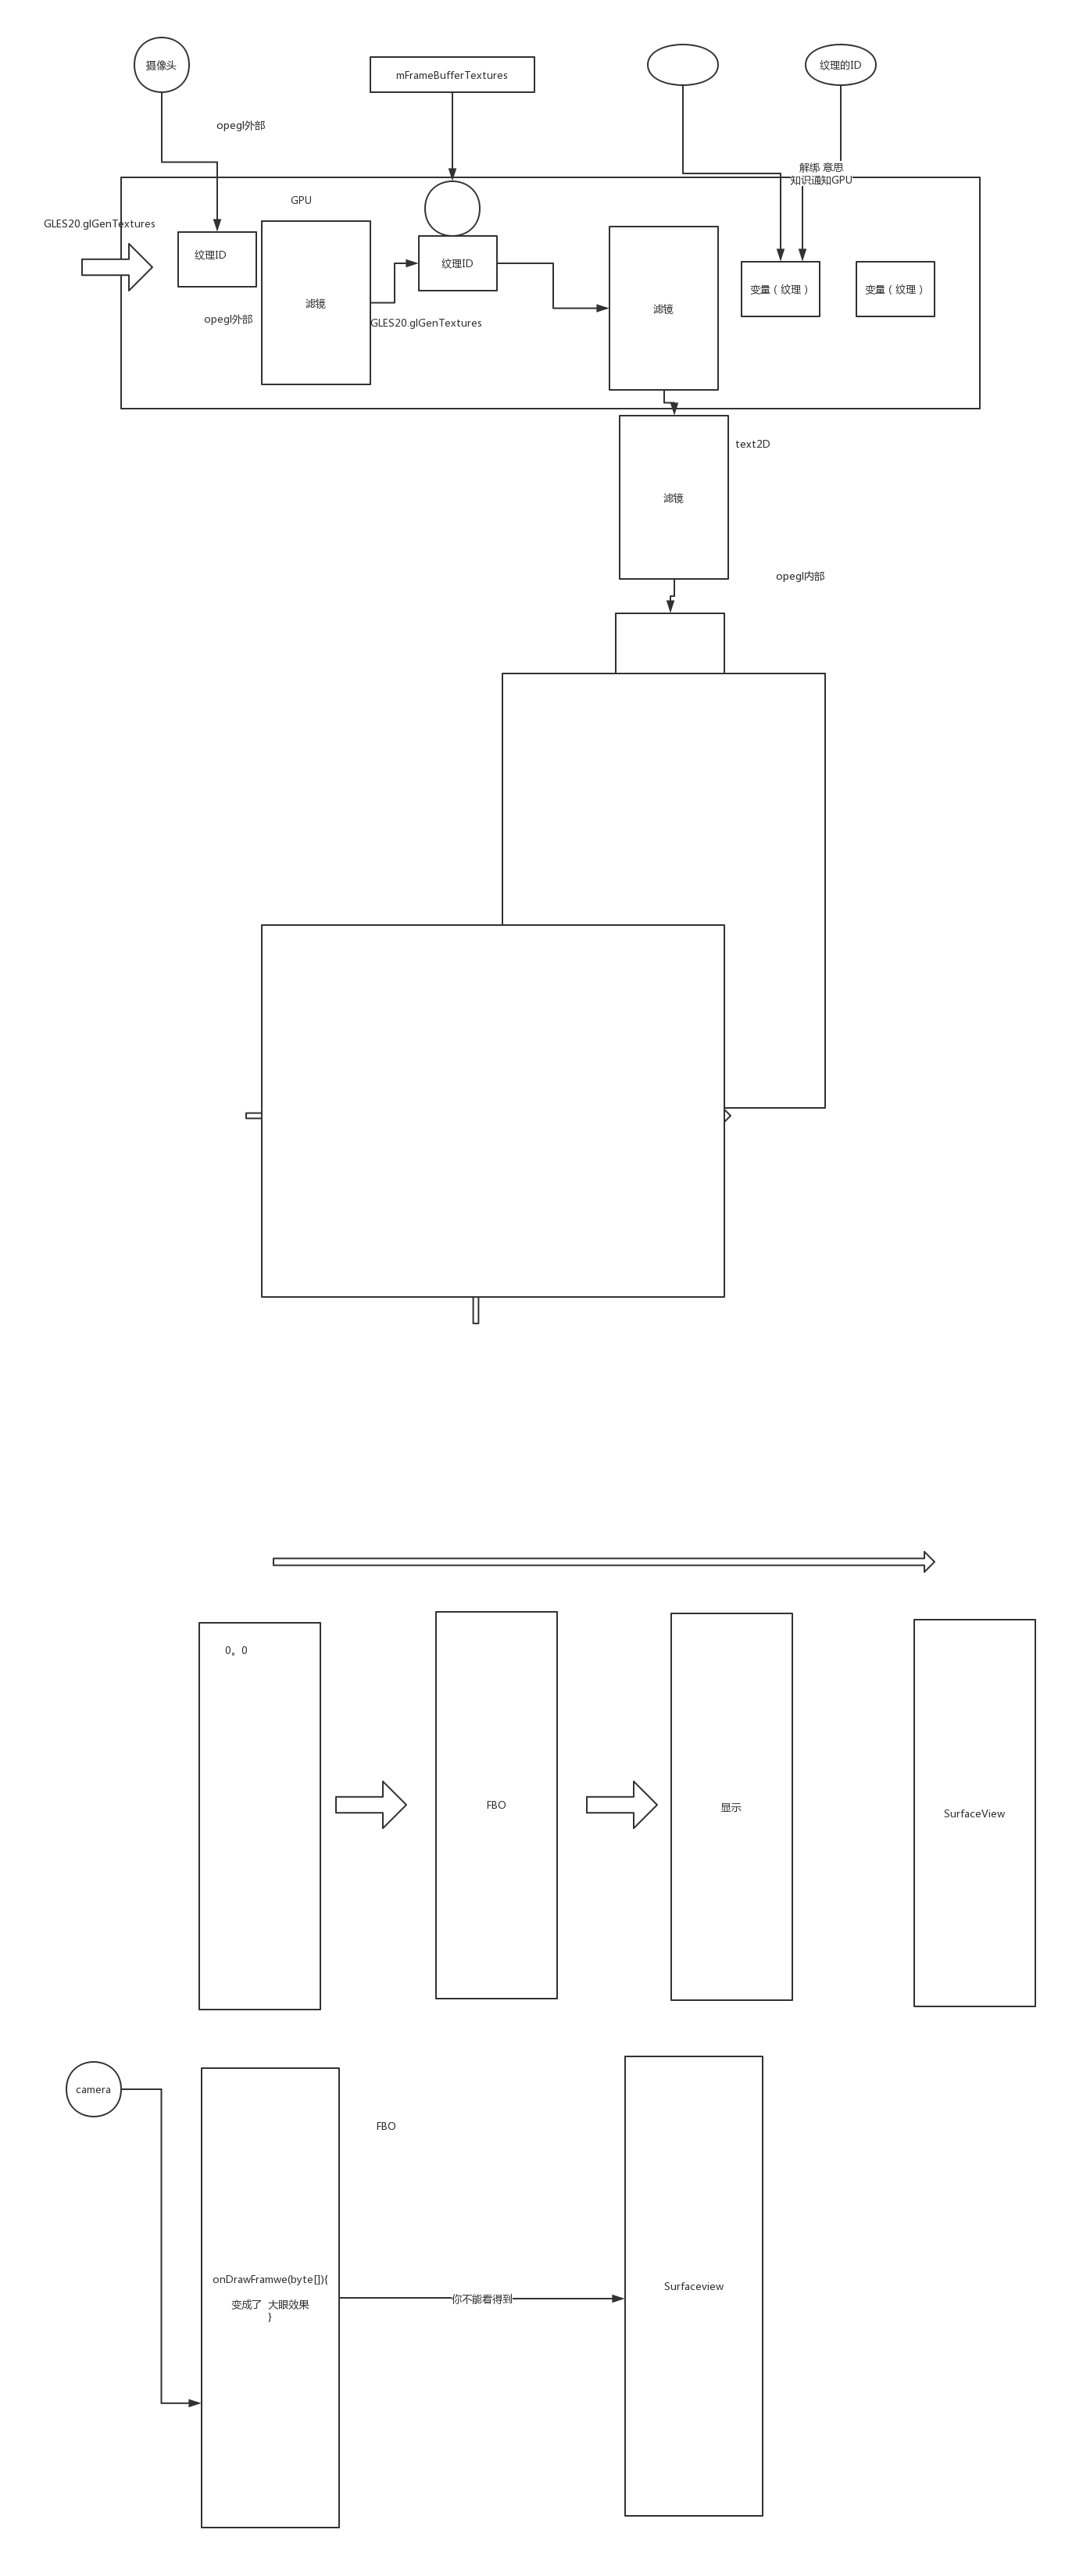 摄像头
mFrameBufferTextures
纹理的ID
opegl外部
解绑 意思
知识通知GPU
GPU
GLES20.glGenTextures
纹理ID
纹理ID
滤镜
滤镜
变量（纹理）
变量（纹理）
opegl外部
GLES20.glGenTextures
text2D
滤镜
opegl内部
0。0
FBO
显示
SurfaceView
camera
FBO
onDrawFramwe(byte[]){
变成了 大眼效果
}
你不能看得到
Surfaceview